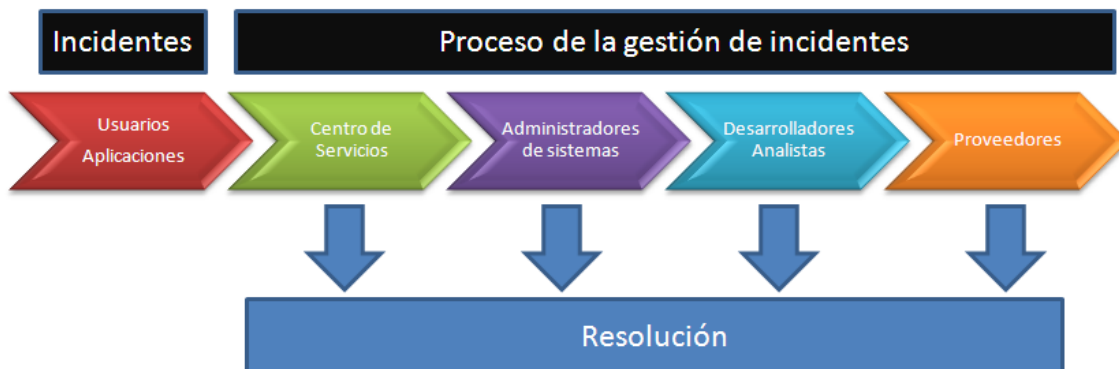 Incidentes
Proceso de la gestión de incidentes
Usuarios
Aplicaciones
Centro de
Servicios
Administradores
de sistemas
Desarrolladores
Analistas
Proveedores
Resolución